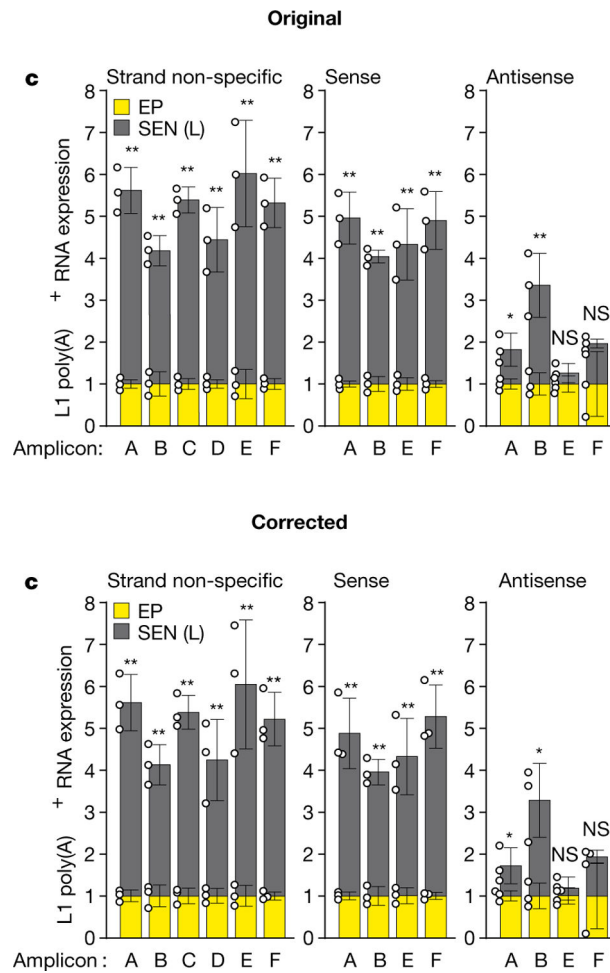 Original
c
Strand non-specific
Sense
Antisense
EP
SEN (L)
L1 poly(A)+ RNA expression
8
7
6
5
4
3
2
1
0
**
**
**
**
**
**
**
**
**
**
*
**
NS
NS
Amplicon: A B C D E F
A B E F
A B E F
Corrected
c
Strand non-specific
Sense
Antisense
EP
SEN (L)
L1 poly(A)+ RNA expression
8
7
6
5
4
3
2
1
0
**
**
**
**
**
**
**
**
**
**
*
*
NS
NS
Amplicon : A B C D E F
A B E F
A B E F